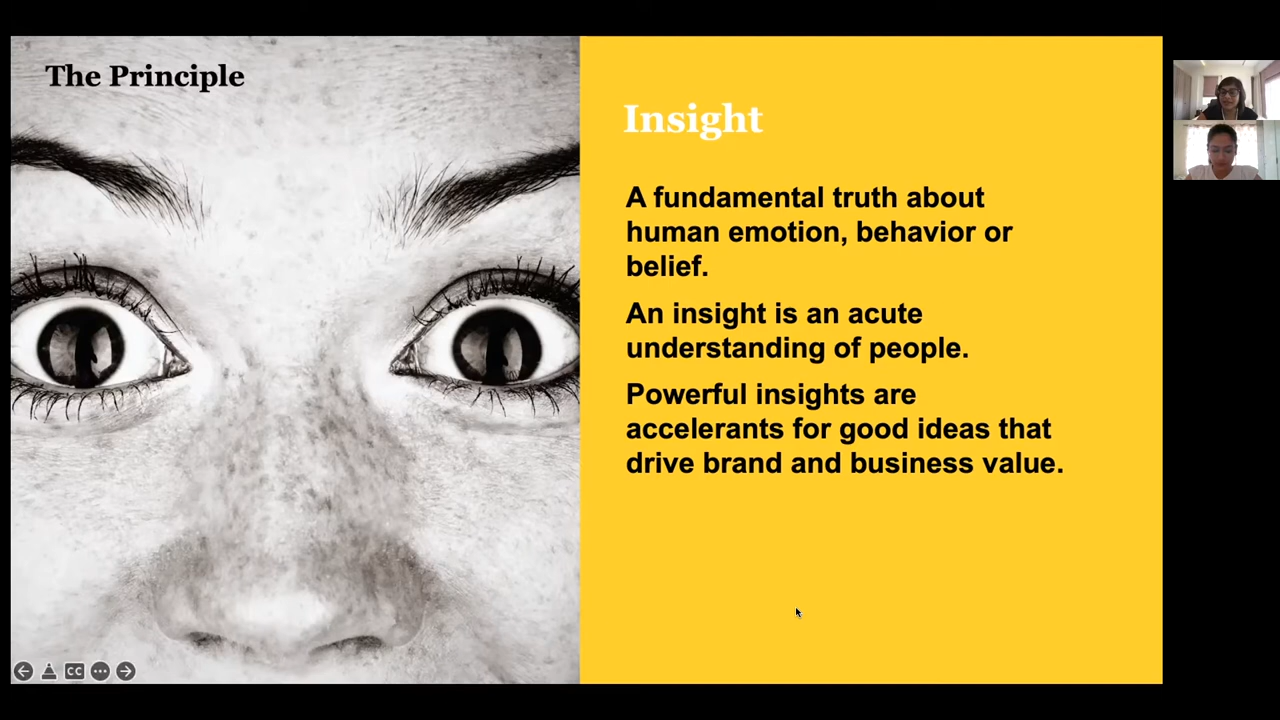 The Principle
Insight
A fundamental truth about
human emotion, behavior or
belief.
An insight is an acute
understanding of people.
Powerful insights are
accelerants for good ideas that
drive brand and business value.
CC